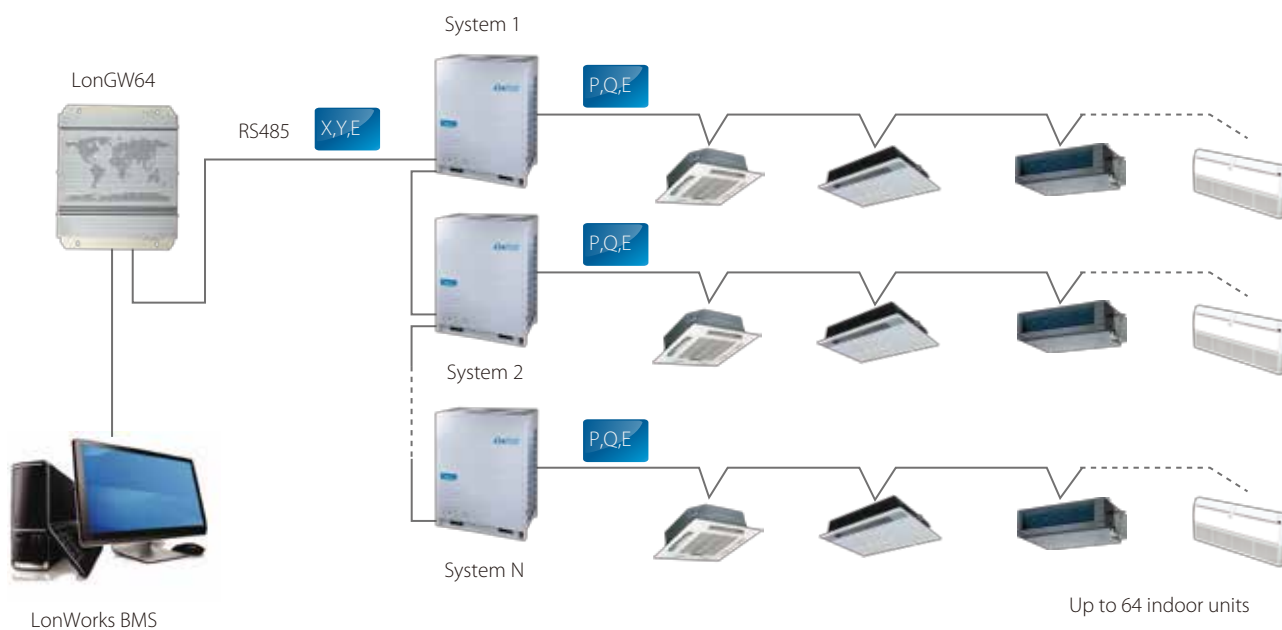 System 1
LonGW64
P,Q,E
RS485
X,Y,E
P,Q,E
System 2
P,Q,E
System N
Up to 64 indoor units
LonWorks BMS